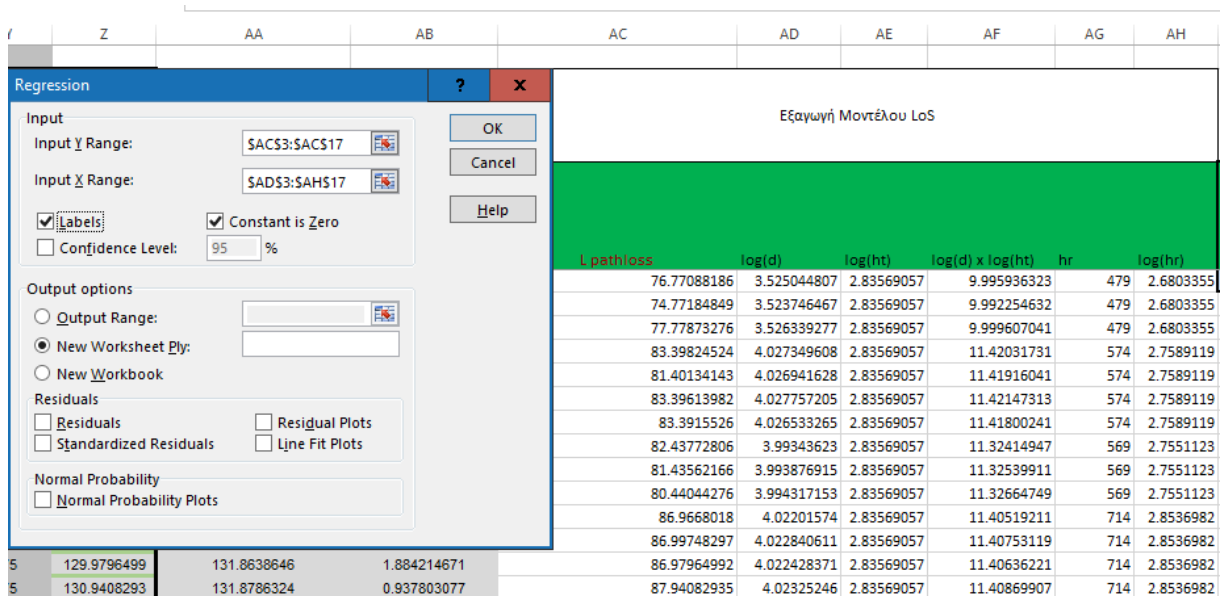 Z AA AB AC AD AE AF AG AH
Regression ? x
Input
Input Y Range: $AC$3:$AC$17
Input X Range: $AD$3:$AH$17
Labels Constant is Zero
Confidence Level: 95 %
Output options
Output Range:
New Worksheet Ply:
New Workbook
Residuals
Residuals Residual Plots
Standardized Residuals Line Fit Plots
Normal Probability
Normal Probability Plots
OK
Cancel
Help
Εξαγωγή Μοντέλου LoS
L pathloss log(d) log(ht) log(d) x log(ht) hr log(hr)
76.77088186 3.525044807 2.83569057 9.995936323 479 2.6803355
74.77184849 3.523746467 2.83569057 9.992254632 479 2.6803355
77.77873276 3.526339277 2.83569057 9.999607041 479 2.6803355
83.39824524 4.027349608 2.83569057 11.42031731 574 2.7589119
81.40134143 4.026941628 2.83569057 11.41916041 574 2.7589119
83.39613982 4.027757205 2.83569057 11.42147313 574 2.7589119
83.3915526 4.026533265 2.83569057 11.41800241 574 2.7589119
82.43772806 3.99343623 2.83569057 11.32414947 569 2.7551123
81.43562166 3.993876915 2.83569057 11.32539911 569 2.7551123
80.44044276 3.994317153 2.83569057 11.32664749 569 2.7551123
86.9668018 4.02201574 2.83569057 11.40519211 714 2.8536982
86.99748297 4.022840611 2.83569057 11.40753119 714 2.8536982
75 129.9796499 131.8638646 1.884214671 86.97964992 4.022428371 2.83569057 11.40636221 714 2.8536982
75 130.9408293 131.8786324 0.937803077 87.94082935 4.02325246 2.83569057 11.40869907 714 2.8536982